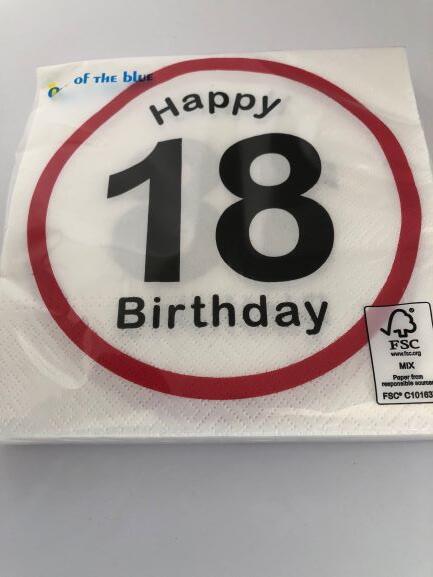 of THE blue
Happy
18
Birthday
FSC
www.fsc.org
MIX
Paper from
responsible sources
FSC® C10163